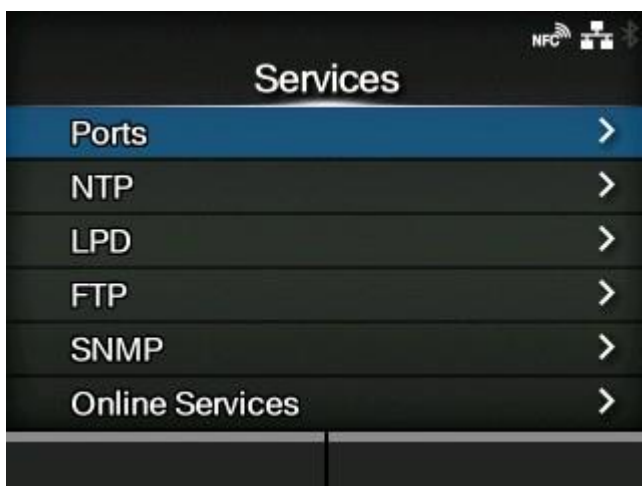 NFC
Services
Ports
NTP
LPD
FTP
SNMP
Online Services